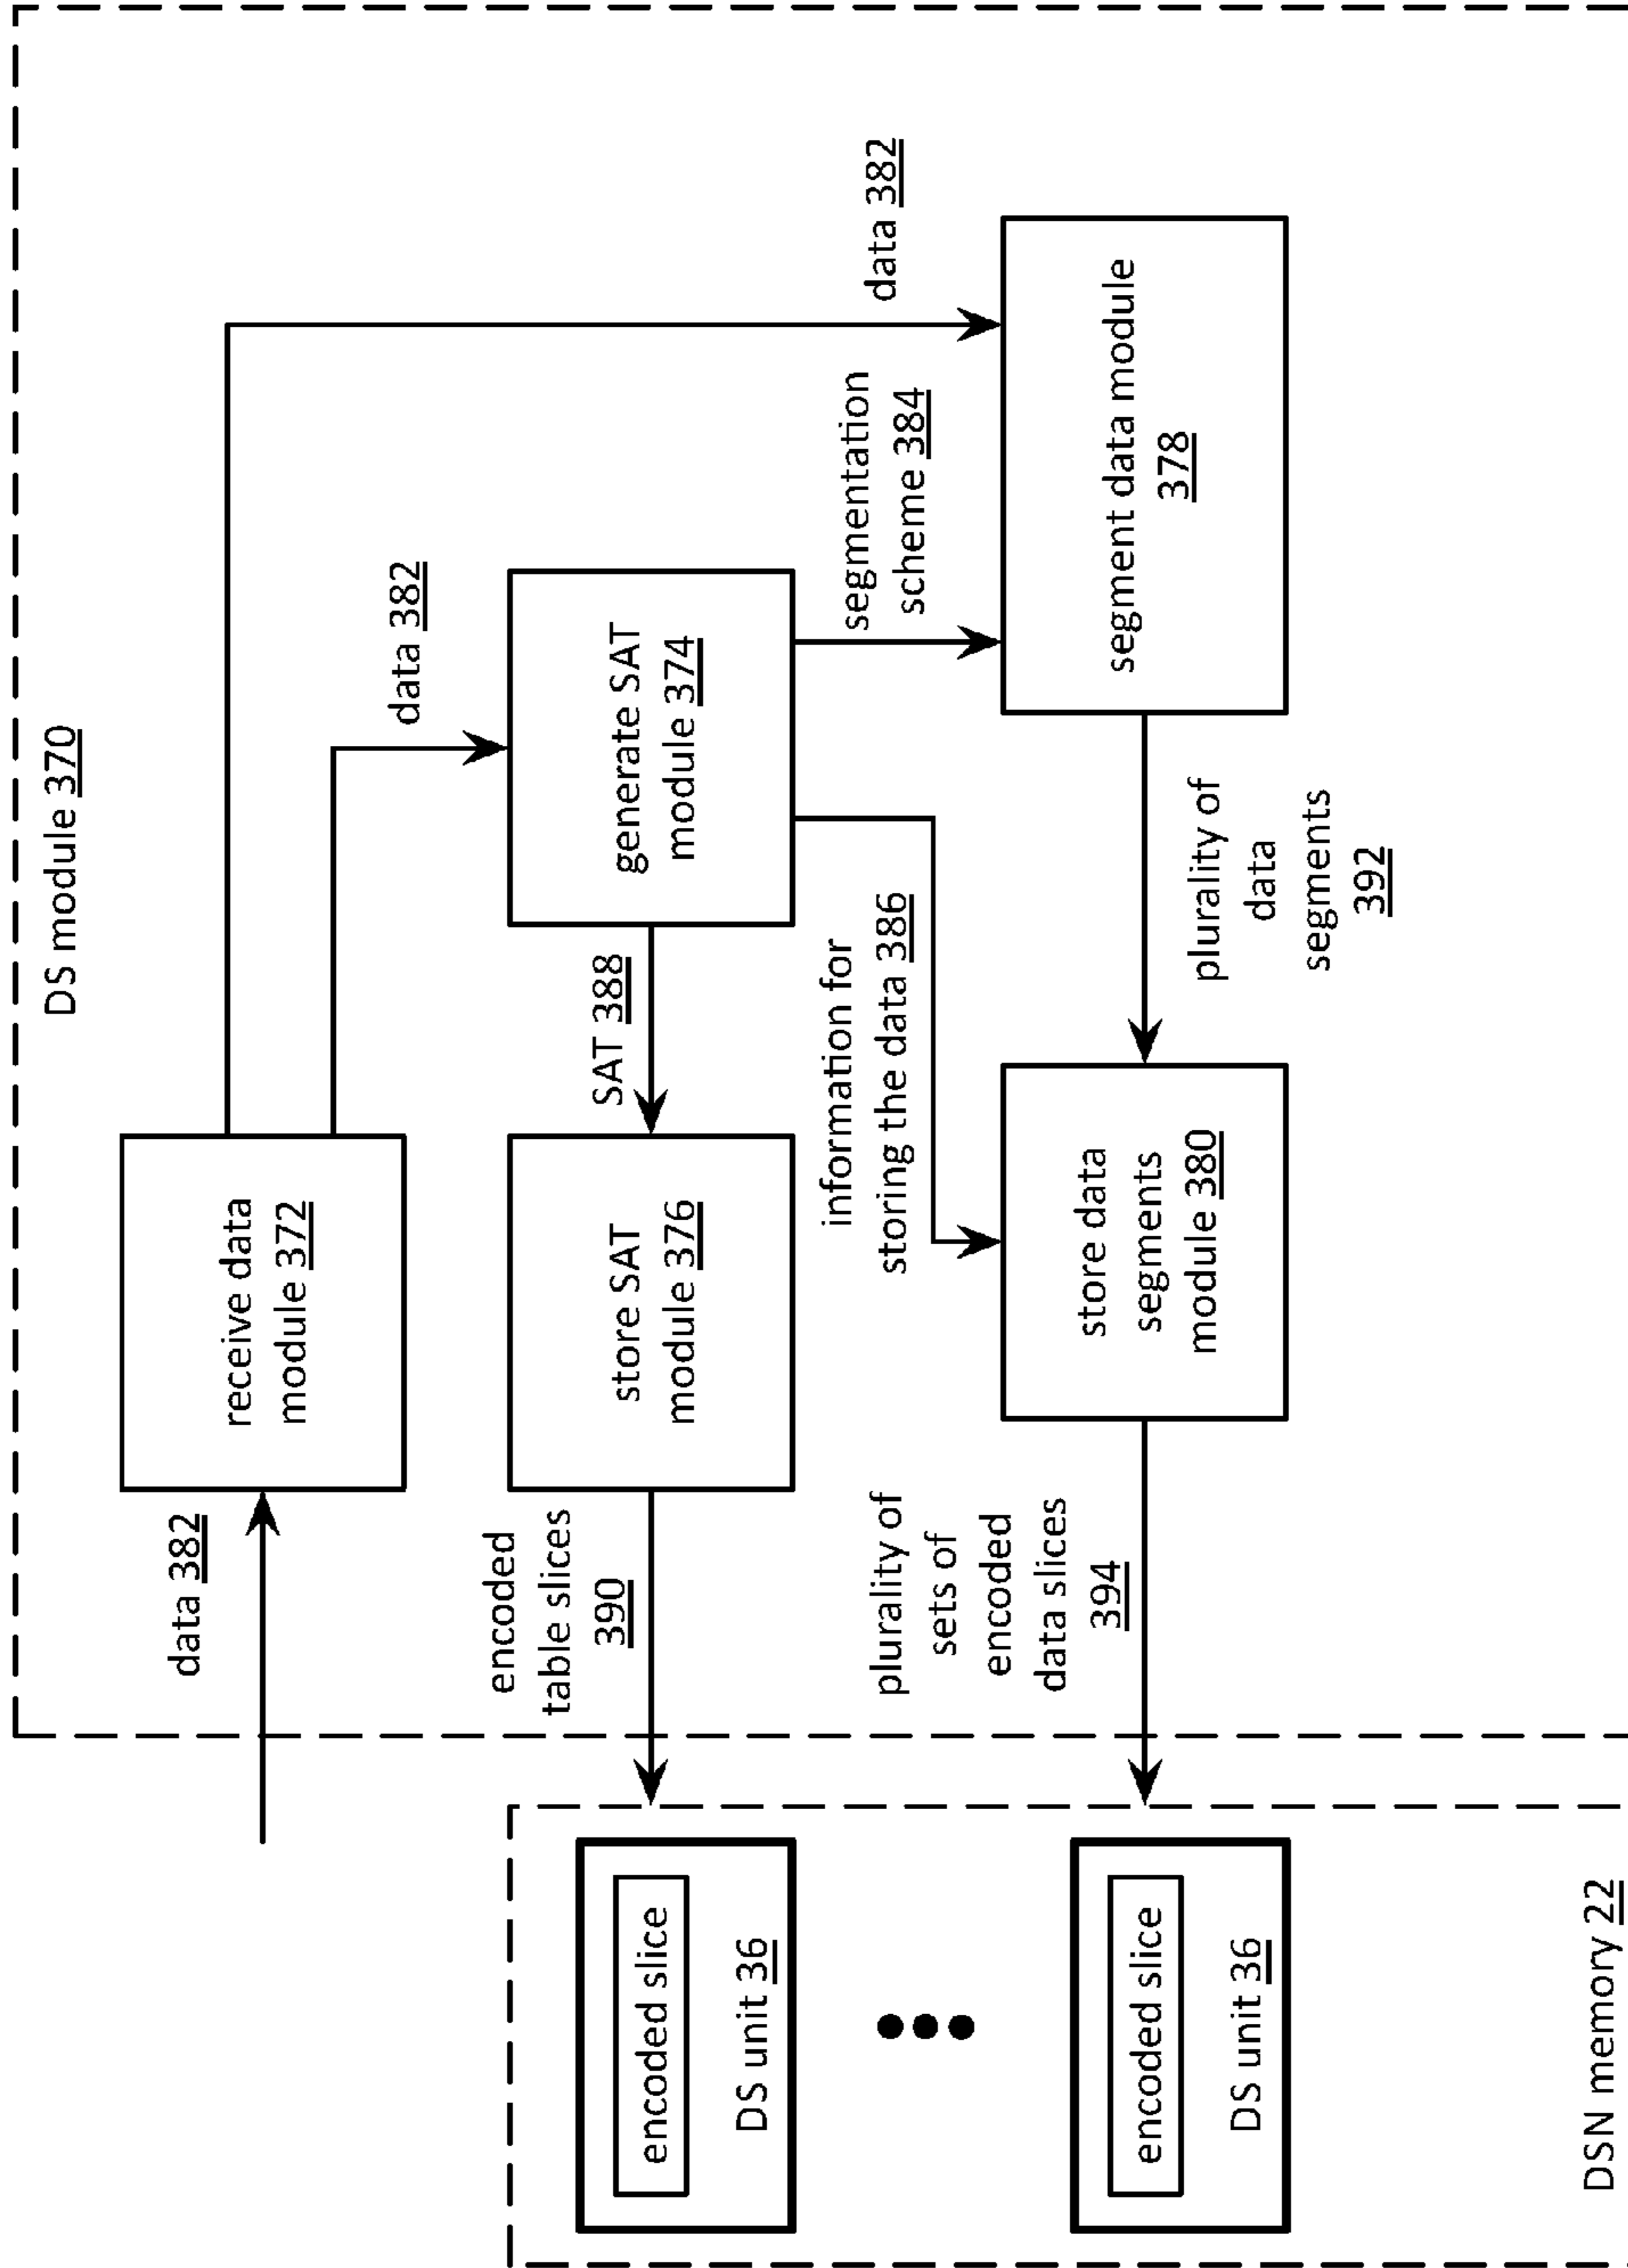 DS module 370
data 382
receive data
module 372
data 382
data 382
encoded
table slices
390
store SAT
module 376
SAT 388
generate SAT
module 374
information for
storing the data 386
segmentation
scheme 384
plurality of
sets of
encoded
data slices
394
store data
segments
module 380
plurality of
data
segments
392
segment data module
378
encoded slice
DS unit 36
encoded slice
DS unit 36
DSN memory 22